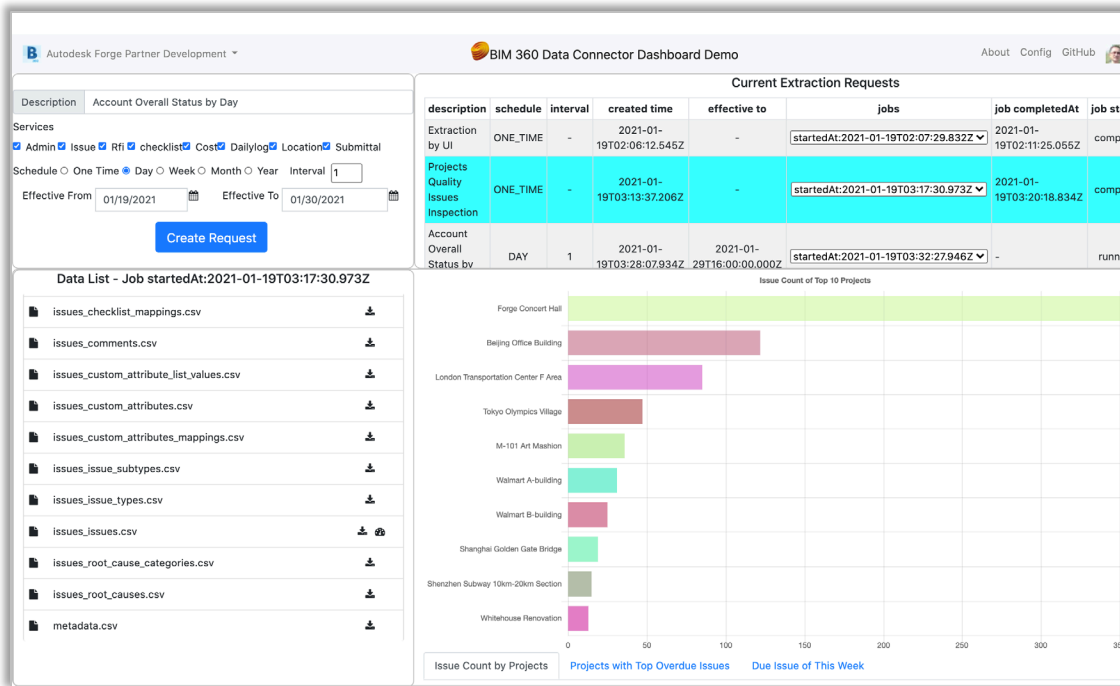 Autodesk Forge Partner Development
BIM 360 Data Connector Dashboard Demo
About Config GitHub
Description Account Overall Status by Day
Services
Admin Issue Rfi checklist Cost Dailylog Location Submittal
Schedule One Time Day Week Month Year Interval 1
Effective From 01/19/2021 Effective To 01/30/2021
Create Request
Current Extraction Requests
description schedule interval created time effective to jobs job completedAt job st
Extraction
by UI
ONE_TIME - 2021-01-
19T02:06:12.545Z
- startedAt:2021-01-19T02:07:29.832Z 2021-01-
19T02:11:25.055Z
comp
Projects
Quality
Issues
Inspection
ONE_TIME - 2021-01-
19T03:13:37.206Z
- startedAt:2021-01-19T03:17:30.973Z 2021-01-
19T03:20:18.834Z
comp
Account
Overall
Status by
DAY 1 2021-01-
19T03:28:07.934Z
2021-01-
29T16:00:00.000Z
startedAt:2021-01-19T03:32:27.946Z - runn
Data List - Job startedAt:2021-01-19T03:17:30.973Z
issues_checklist_mappings.csv
issues_comments.csv
issues_custom_attribute_list_values.csv
issues_custom_attributes.csv
issues_custom_attributes_mappings.csv
issues_issue_subtypes.csv
issues_issue_types.csv
issues_issues.csv
issues_root_cause_categories.csv
issues_root_causes.csv
metadata.csv
Issue Count of Top 10 Projects
Forge Concert Hall
Beijing Office Building
London Transportation Center F Area
Tokyo Olympics Village
M-101 Art Mashion
Walmart A-building
Walmart B-building
Shanghai Golden Gate Bridge
Shenzhen Subway 10km-20km Section
Whitehouse Renovation
0 50 100 150 200 250 300 35
Issue Count by Projects Projects with Top Overdue Issues Due Issue of This Week